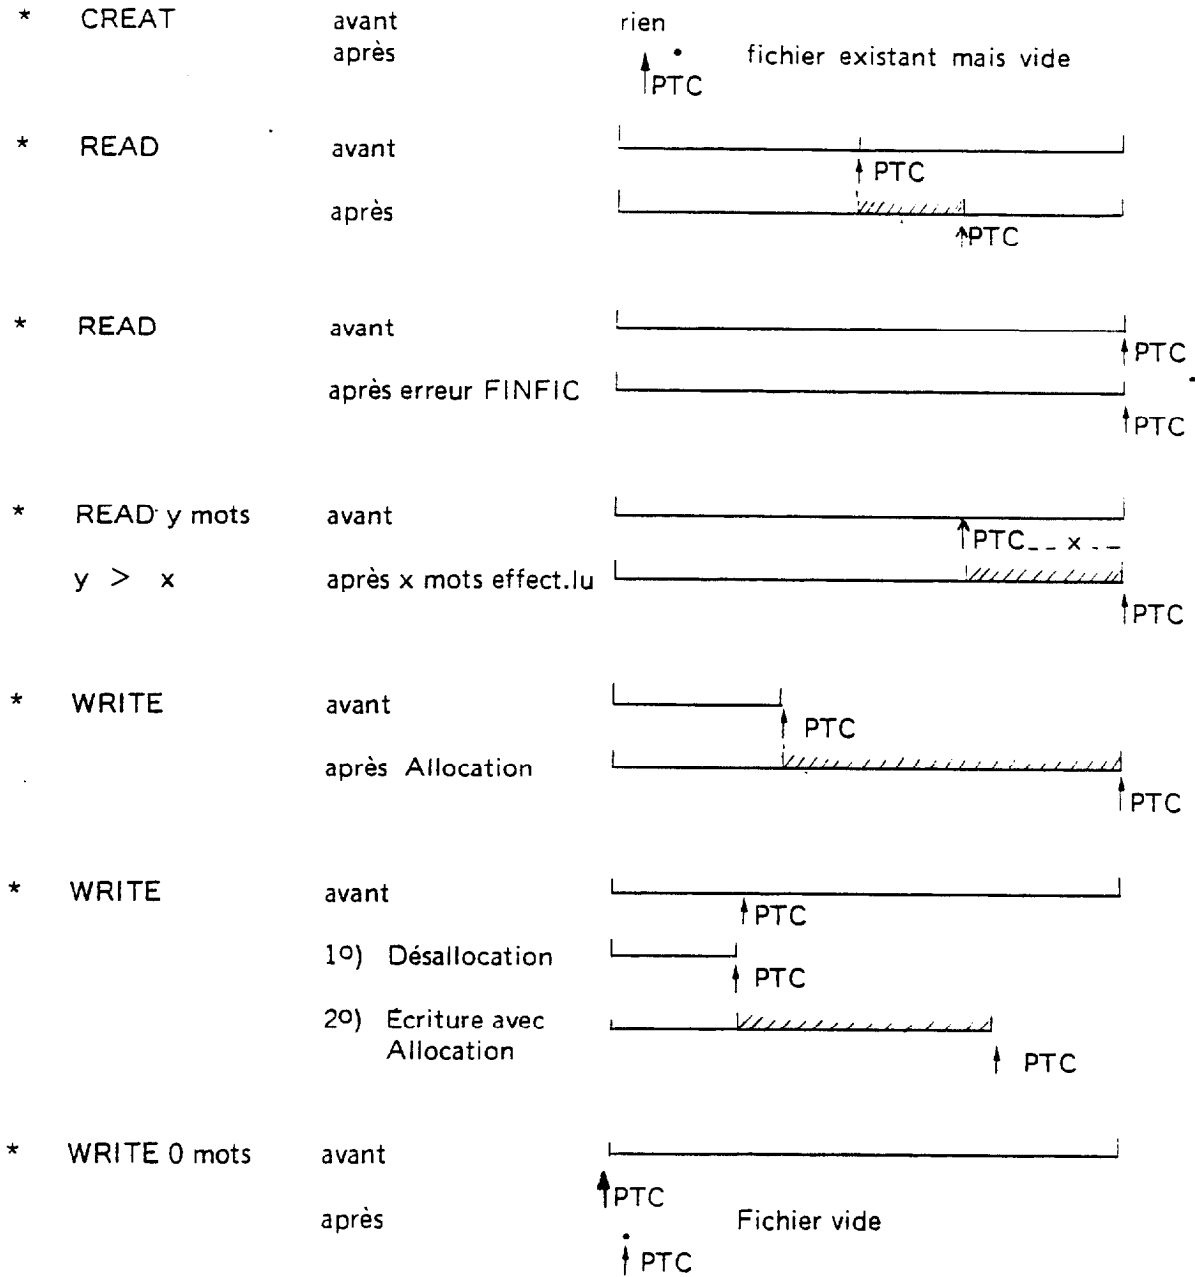 * CREAT avant rien
après fichier existant mais vide
PTC
* READ avant
PTC
après
PTC
* READ avant
PTC
après erreur FINFIC
PTC
* READ y mots avant
PTC_ _ x _ _
y > x après x mots effect.lu
PTC
* WRITE avant
PTC
après Allocation
PTC
* WRITE avant
PTC
1º) Désallocation
PTC
2º) Écriture avec
Allocation
PTC
* WRITE 0 mots avant
PTC
après Fichier vide
PTC